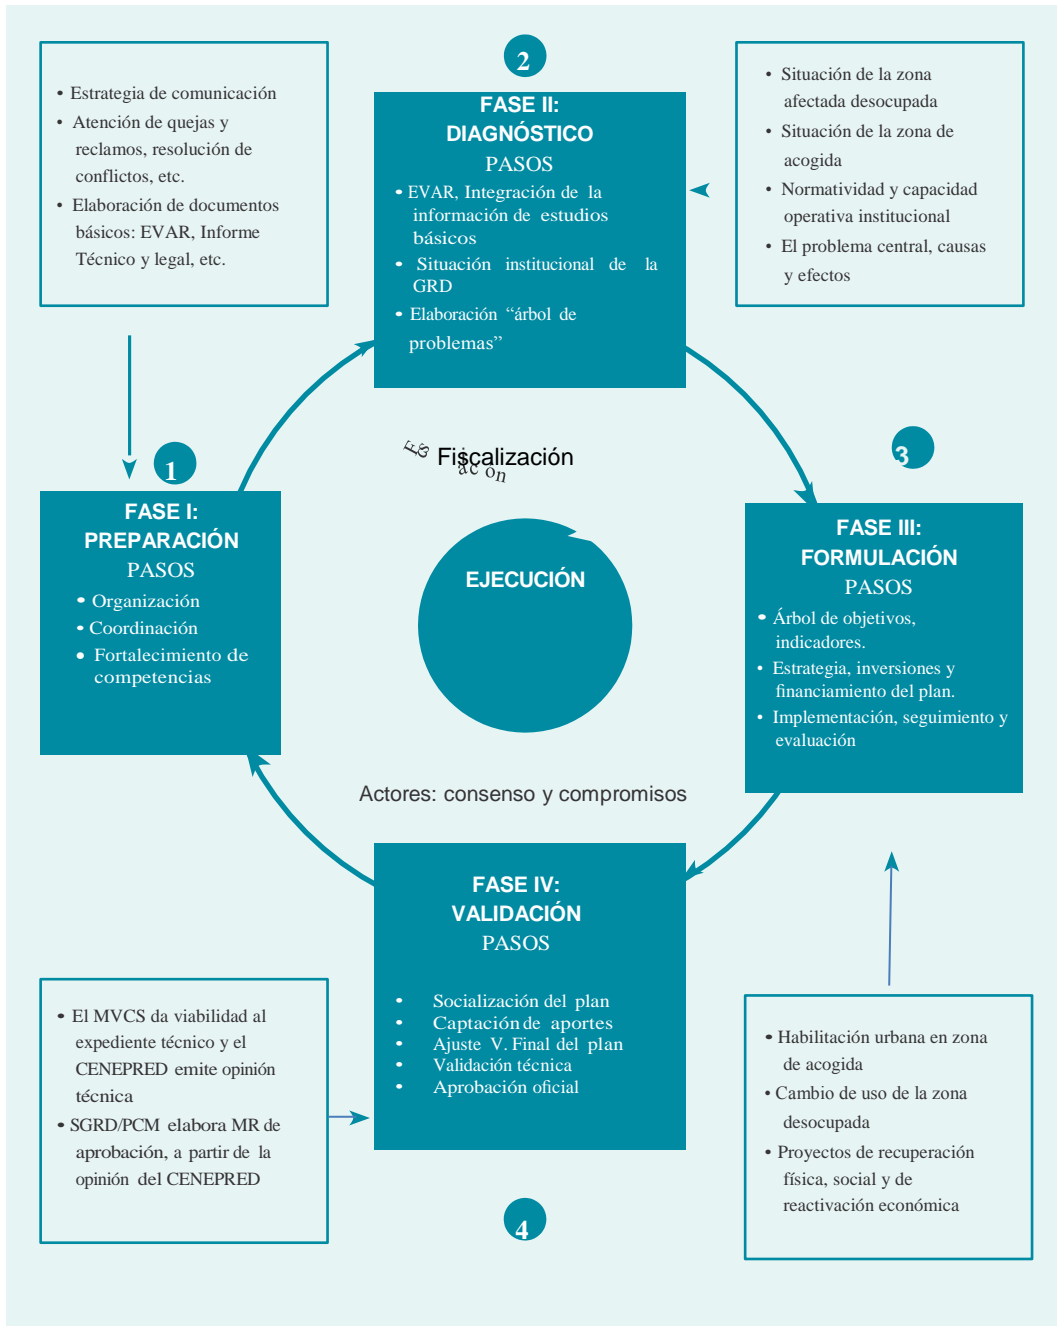 • Estrategia de comunicación
• Atención de quejas y
reclamos, resolución de
conflictos, etc.
• Elaboración de documentos
básicos: EVAR, Informe
Técnico y legal, etc.
2
FASE II:
DIAGNÓSTICO
PASOS
• EVAR, Integración de la
información de estudios
básicos
• Situación institucional de la
GRD
• Elaboración “árbol de
problemas”
• Situación de la zona
afectada desocupada
• Situación de la zona de
acogida
• Normatividad y capacidad
operativa institucional
• El problema central, causas
y efectos
1
FASE I:
PREPARACIÓN
PASOS
• Organización
• Coordinación
• Fortalecimiento de
competencias
Fiscalización
EJECUCIÓN
3
FASE III:
FORMULACIÓN
PASOS
• Árbol de objetivos,
indicadores.
• Estrategia, inversiones y
financiamiento del plan.
• Implementación, seguimiento y
evaluación
Actores: consenso y compromisos
FASE IV:
VALIDACIÓN
PASOS
• Socialización del plan
• Captación de aportes
• Ajuste V. Final del plan
• Validación técnica
• Aprobación oficial
4
• El MVCS da viabilidad al
expediente técnico y el
CENEPRED emite opinión
técnica
• SGRD/PCM elabora MR de
aprobación, a partir de la
opinión del CENEPRED
• Habilitación urbana en zona
de acogida
• Cambio de uso de la zona
desocupada
• Proyectos de recuperación
física, social y de
reactivación económica